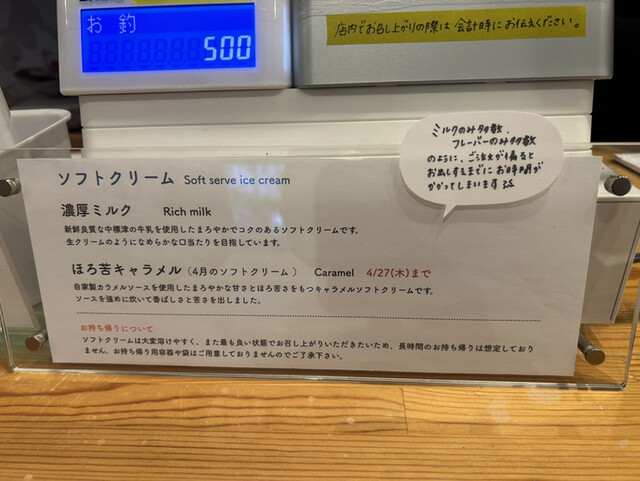 お 釣
500
店内でお召し上がりの際は 会計時にお伝えください。
ミルクのみ多数、
フレーバーのみ多数
のように、ご注文が偏ると
お出しするまでにお時間が
かかってしまいます
ソフトクリーム Soft serve ice cream
濃厚ミルク Rich milk
新鮮良質な中標津の牛乳を使用したまろやかでコクのあるソフトクリームです。
生クリームのようになめらかな口当たりを目指しています。
ほろ苦キャラメル（4月のソフトクリーム ） Caramel 4/27(木)まで
自家製カラメルソースを使用したまろやかな甘さとほろ苦さをもつキャラメルソフトクリームです。
ソースを強めに炊いて香ばしさと苦さを出しました。
お持ち帰りについて
ソフトクリームは大変溶けやすく、また最も良い状態でお召し上がりいただきたいため、長時間のお持ち帰りは想定しており
ません。お持ち帰り用容器や袋はご用意しておりませんのでご了承下さい。